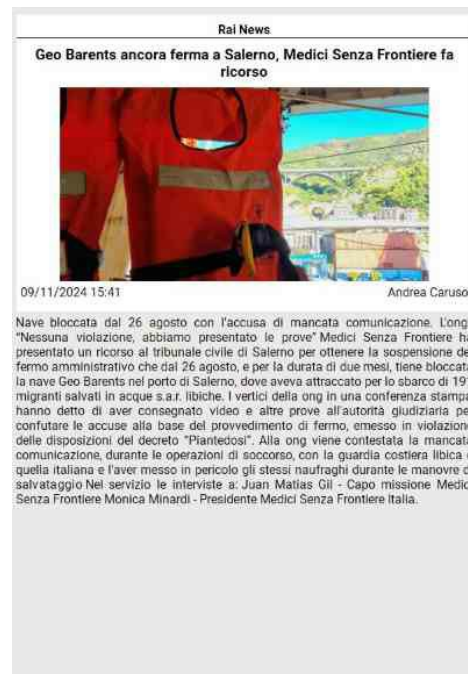 Rai News
Geo Barents ancora ferma a Salerno, Medici Senza Frontiere fa
ricorso
09/11/2024 15:41
Andrea Caruso
Nave bloccata dal 26 agosto con l'accusa di mancata comunicazione. L'ong:
"Nessuna violazione, abbiamo presentato le prove" Medici Senza Frontiere
presentato un ricorso al tribunale civile di Salerno per ottenere la sospensione
fermo amministrativo che dal 26 agosto, e per la durata di due mesi, tiene
la nave Geo Barents nel porto di Salerno, dove aveva attraccato per lo sbarco di
migranti salvati in acque s.a.r. libiche. I vertici della ong in una conferenza stampa
hanno detto di aver consegnato video e altre prove all'autorità giudiziaria
confutare le accuse alla base del provvedimento di fermo, emesso in violazione
delle disposizioni del decreto "Piantedosi". Alla ong viene contestata la
comunicazione, durante le operazioni di soccorso, con la guardia costiera libica
quella italiana e l'aver messo in pericolo gli stessi naufraghi durante le manovre
salvataggio Nel servizio le interviste a: Juan Matias Gil - Capo missione
Senza Frontiere Monica Minardi - Presidente Medici Senza Frontiere Italia.